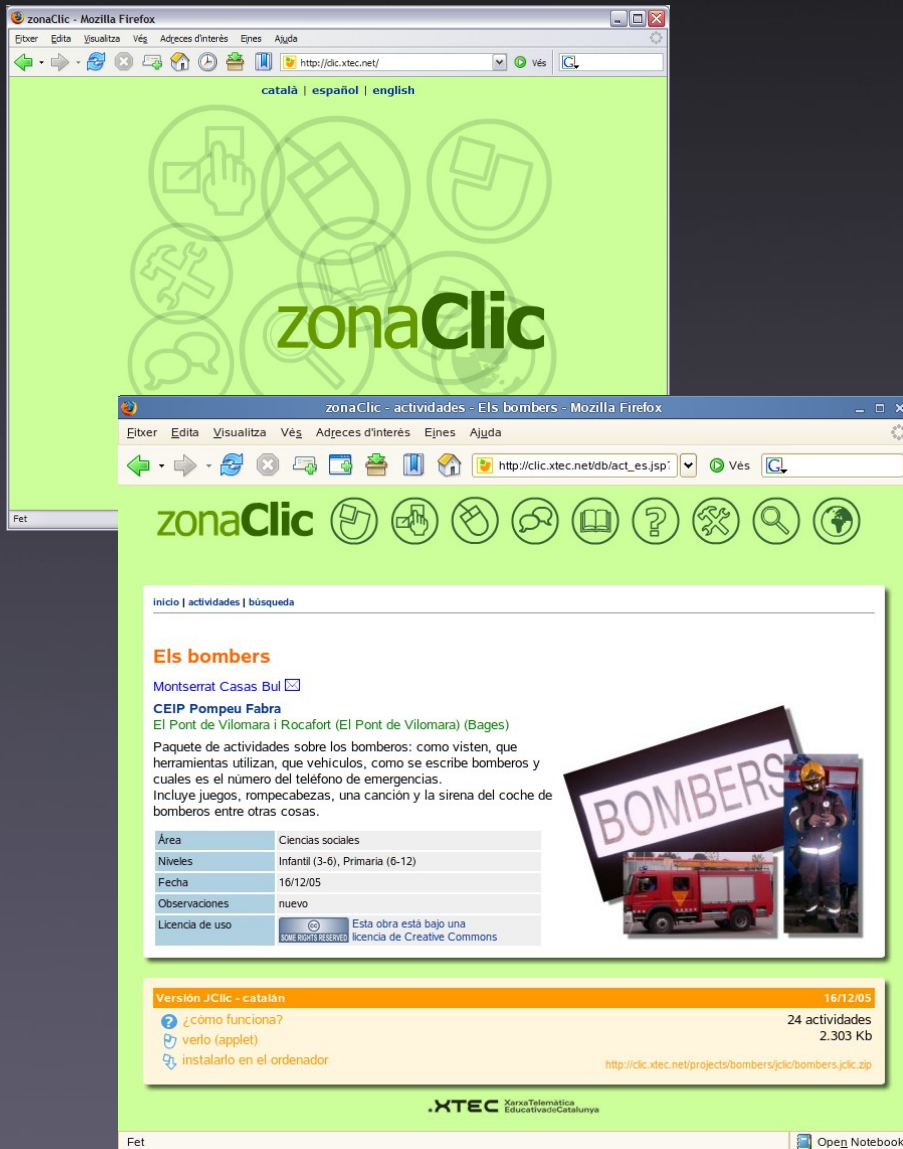 zonaClic - Mozilla Firefox
Fitxer Edita Visualitza Vés Adreces d'interès Eines Ajuda
http://clic.xtec.net/ Vés
català | español | english
zonaClic
Fet
zonaClic - actividades - Els bombers - Mozilla Firefox
Fitxer Edita Visualitza Vés Adreces d'interès Eines Ajuda
http://clic.xtec.net/db/act_es.jsp? Vés
zonaClic
inicio | actividades | búsqueda
Els bombers
Montserrat Casas Bul
CEIP Pompeu Fabra
El Pont de Vilomara i Rocafort (El Pont de Vilomara) (Bages)
Paquete de actividades sobre los bomberos: como visten, que
herramientas utilizan, que vehiculos, como se escribe bomberos y
cuales es el número del teléfono de emergencias.
Incluye juegos, rompecabezas, una canción y la sirena del coche de
bomberos entre otras cosas.
BOMBERS
Área Ciencias sociales
Niveles Infantil (3-6), Primaria (6-12)
Fecha 16/12/05
Observaciones nuevo
Licencia de uso cc SOME RIGHTS RESERVED Esta obra está bajo una
licencia de Creative Commons
Versión JClic - catalán 16/12/05
¿cómo funciona? 24 actividades
verlo (applet) 2.303 Kb
instalarlo en el ordenador
http://clic.xtec.net/projects/bombers/jclic/bombers.jclic.zip
.XTEC XarxaTelemàtica
EducativadeCatalunya
Fet Open Notebook